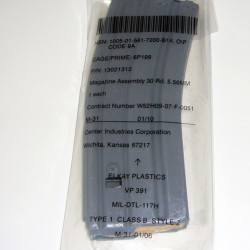 NSN: 1005-01-561-7200-B14, O/P
CODE 9A
CAGE/PRIME: 6P199
P/N: 13021312
Magazine Assembly 30 Rd. 5.56MM
1 each
Contract Number W52H09-07-F-0051
M-31 01/10
Center Industries Corporation
Wichita, Kansas 67217
ELKAY PLASTICS
VP 391
MIL-DTL-117H
TYPE 1 CLASS B STYLE 2
M-31-01/06